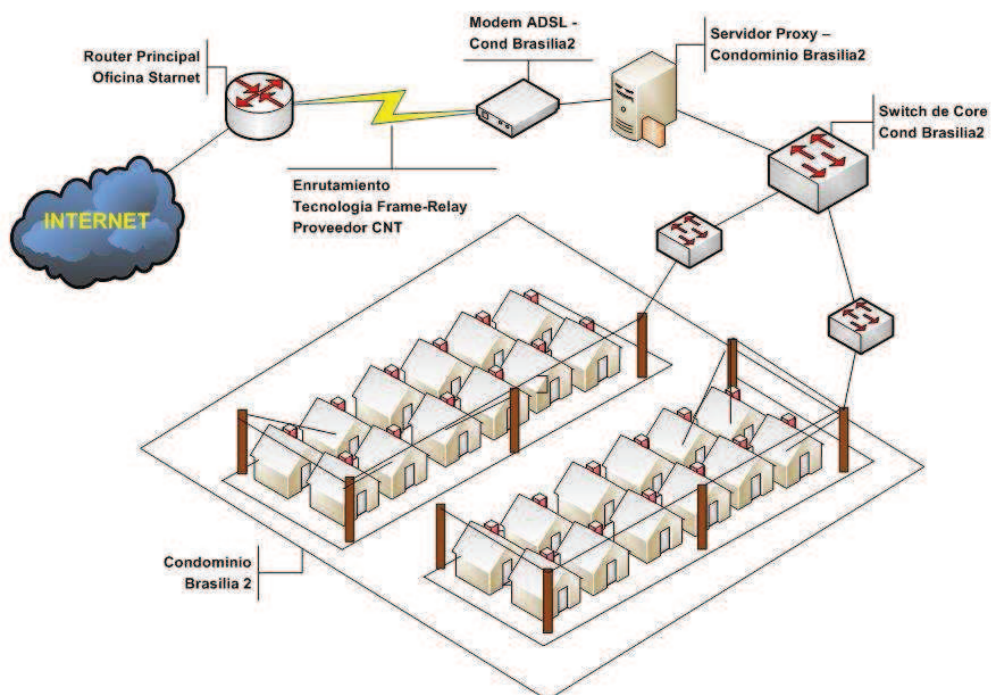 Modem ADSL -
Cond Brasilia2
Router Principal
Oficina Starnet
Servidor Proxy –
Condominio Brasilia2
Switch de Core
Cond Brasilia2
Enrutamiento
Tecnologia Frame-Relay
Proveedor CNT
INTERNET
Condominio
Brasilia 2